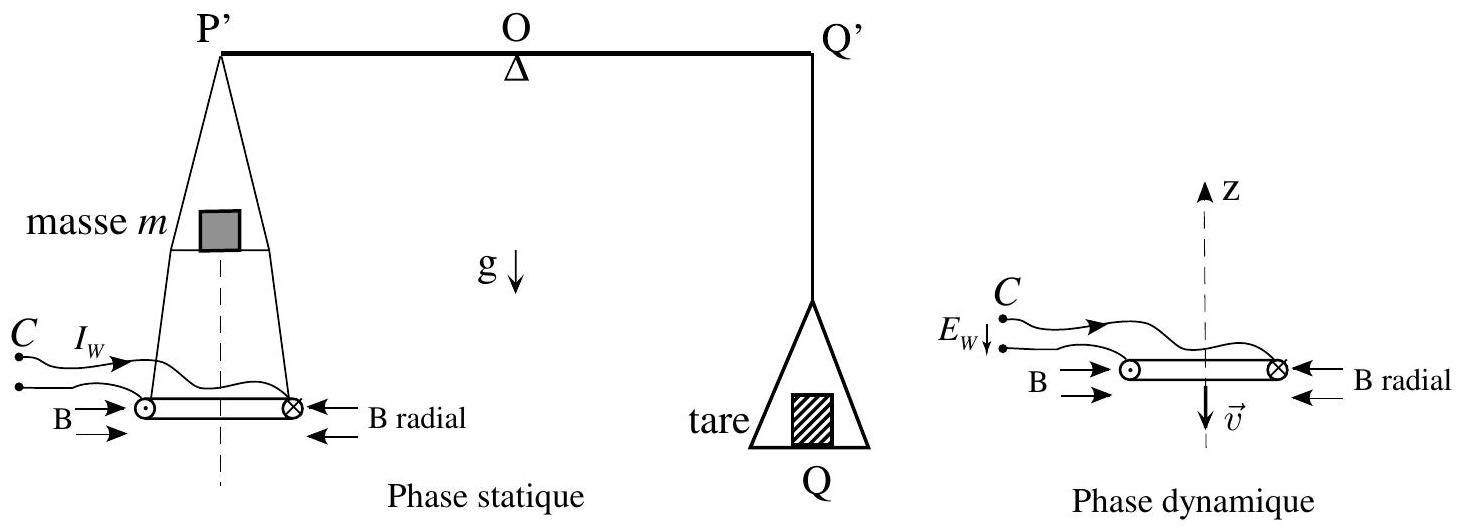 P' O Q'
Δ
masse m
g
C I_W
B B radial
tare
Q
Phase statique
z
C
E_W
B B radial
v⃗
Phase dynamique